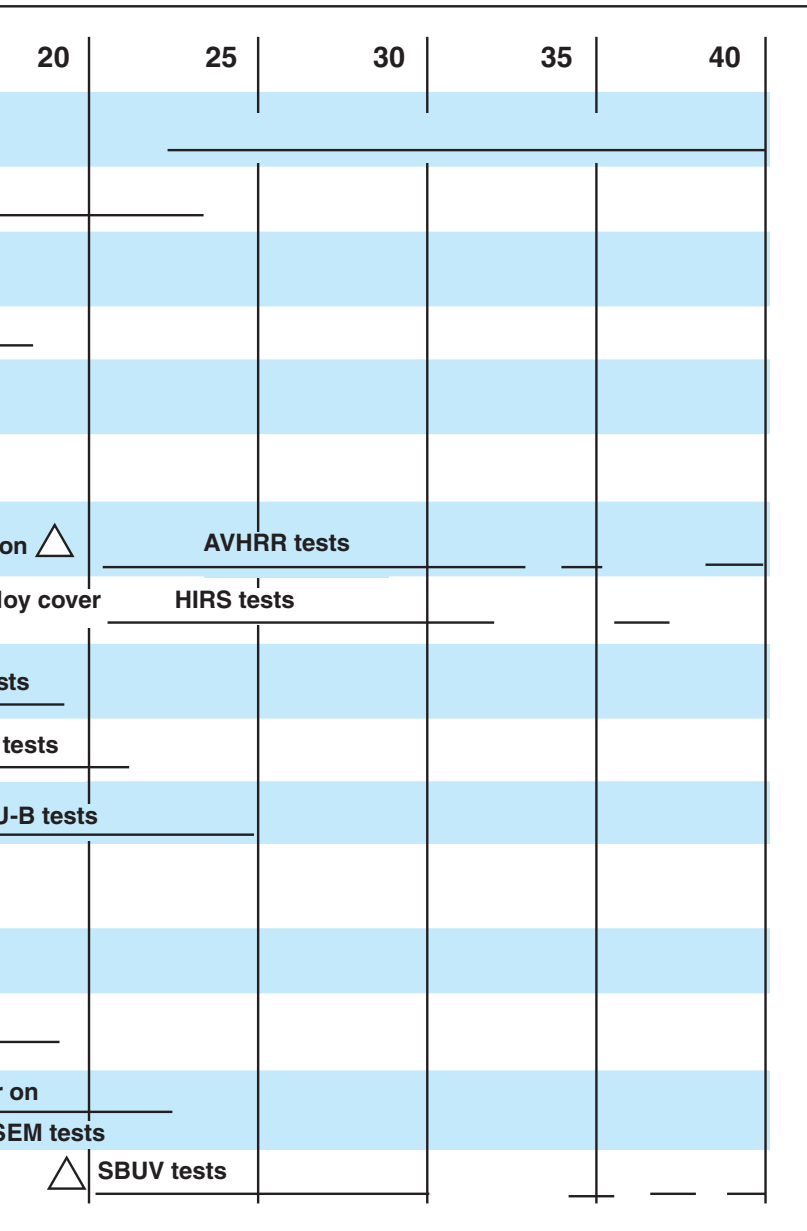 20 25 30 35 40
on
AVHRR tests
loy cover
HIRS tests
sts
tests
U-B tests
r on
SEM tests
SBUV tests